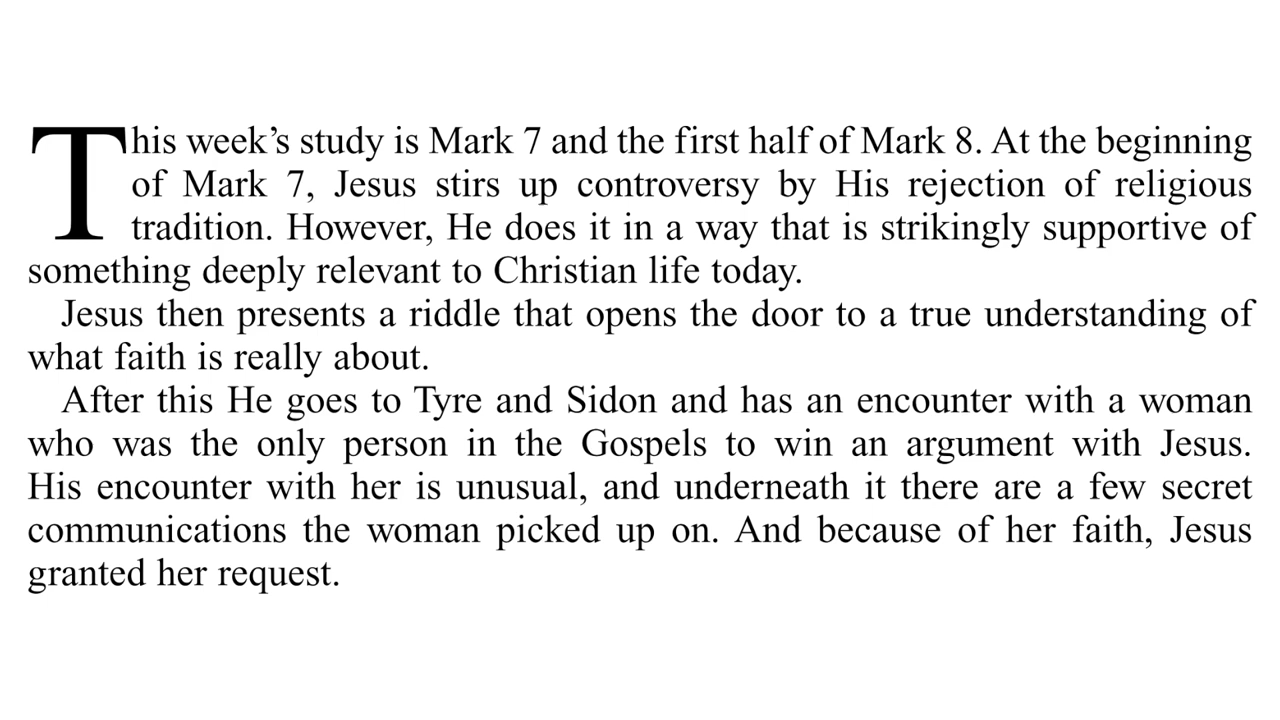 This week’s study is Mark 7 and the first half of Mark 8. At the beginning
of Mark 7, Jesus stirs up controversy by His rejection of religious
tradition. However, He does it in a way that is strikingly supportive of
something deeply relevant to Christian life today.
Jesus then presents a riddle that opens the door to a true understanding of
what faith is really about.
After this He goes to Tyre and Sidon and has an encounter with a woman
who was the only person in the Gospels to win an argument with Jesus.
His encounter with her is unusual, and underneath it there are a few secret
communications the woman picked up on. And because of her faith, Jesus
granted her request.